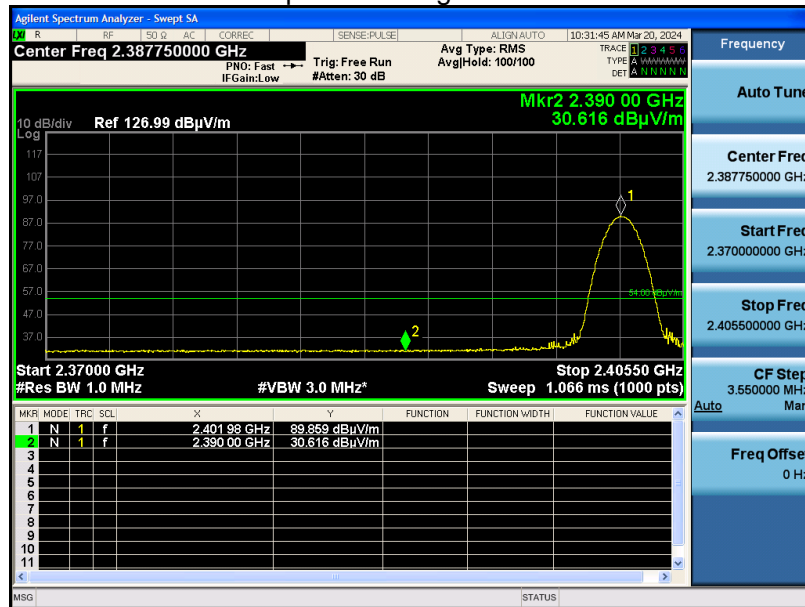 Agilent Spectrum Analyzer - Swept SA
LXI R RF 50 Ω AC CORREC SENSE:PULSE ALIGN AUTO 10:31:45 AM Mar 20, 2024
Center Freq 2.387750000 GHz
PNO: Fast
IFGain:Low
Trig: Free Run
#Atten: 30 dB
Avg Type: RMS
Avg|Hold: 100/100
TRACE 1 2 3 4 5 6
TYPE A WWWWW
DET A N N N N N
Mkr2 2.390 00 GHz
30.616 dBµV/m
10 dB/div Ref 126.99 dBµV/m
Log
117
107
97.0
87.0
77.0
67.0
57.0
47.0
37.0
1
54.00 dBµV/m
2
Start 2.37000 GHz Stop 2.40550 GHz
#Res BW 1.0 MHz #VBW 3.0 MHz* Sweep 1.066 ms (1000 pts)
MKR MODE TRC SCL X Y FUNCTION FUNCTION WIDTH FUNCTION VALUE
1 N 1 f 2.401 98 GHz 89.859 dBµV/m
2 N 1 f 2.390 00 GHz 30.616 dBµV/m
3
4
5
6
7
8
9
10
11
MSG STATUS
Frequency
Auto Tune
Center Freq
2.387750000 GHz
Start Freq
2.370000000 GHz
Stop Freq
2.405500000 GHz
CF Step
3.550000 MHz
Auto Man
Freq Offset
0 Hz